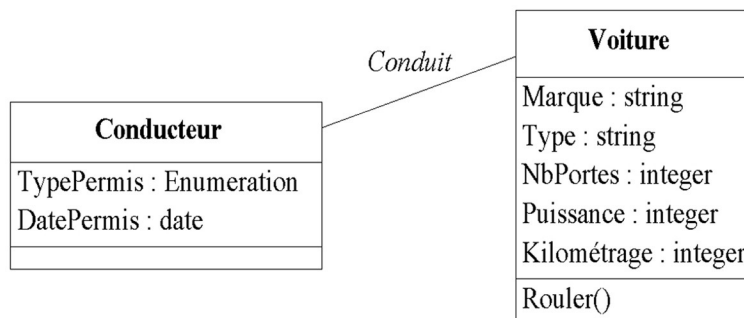 Conduit
Conducteur
TypePermis : Enumeration
DatePermis : date
Voiture
Marque : string
Type : string
NbPortes : integer
Puissance : integer
Kilométrage : integer
Rouler()